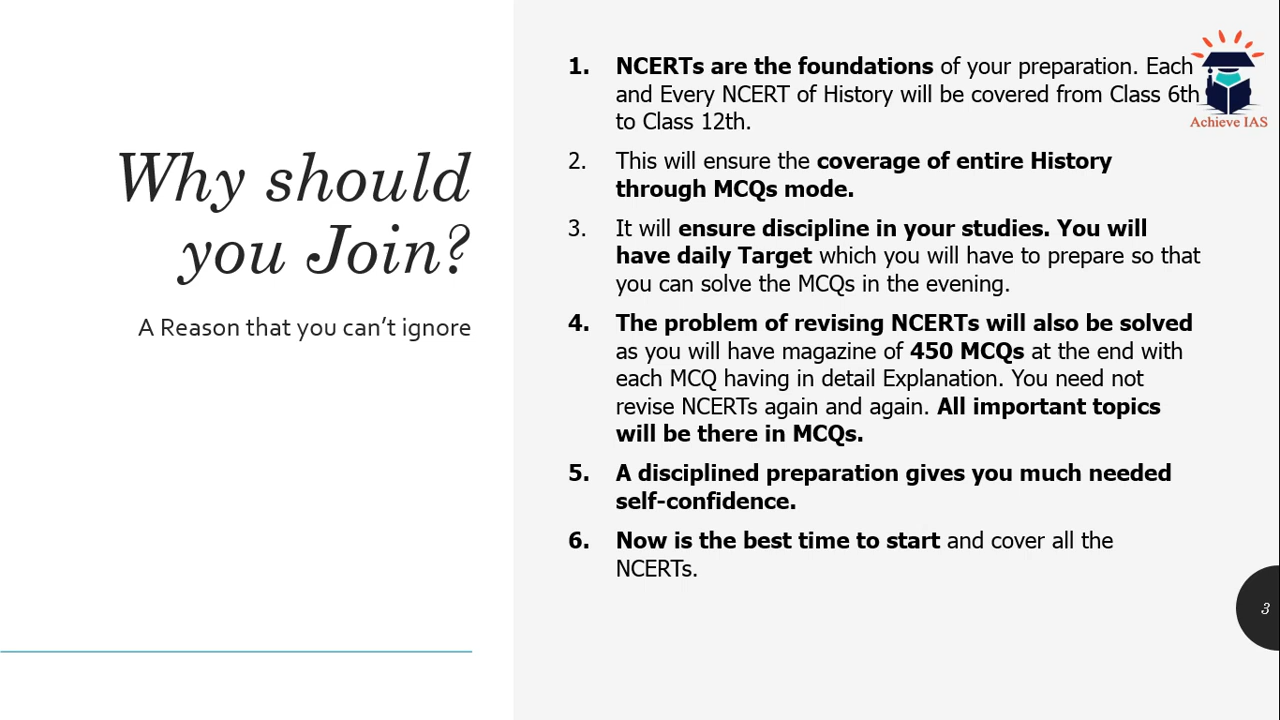 Why should
you Join?
A Reason that you can’t ignore
1. NCERTs are the foundations of your preparation. Each
and Every NCERT of History will be covered from Class 6th
to Class 12th.
2. This will ensure the coverage of entire History
through MCQs mode.
3. It will ensure discipline in your studies. You will
have daily Target which you will have to prepare so that
you can solve the MCQs in the evening.
4. The problem of revising NCERTs will also be solved
as you will have magazine of 450 MCQs at the end with
each MCQ having in detail Explanation. You need not
revise NCERTs again and again. All important topics
will be there in MCQs.
5. A disciplined preparation gives you much needed
self-confidence.
6. Now is the best time to start and cover all the
NCERTs.
Achieve IAS
3